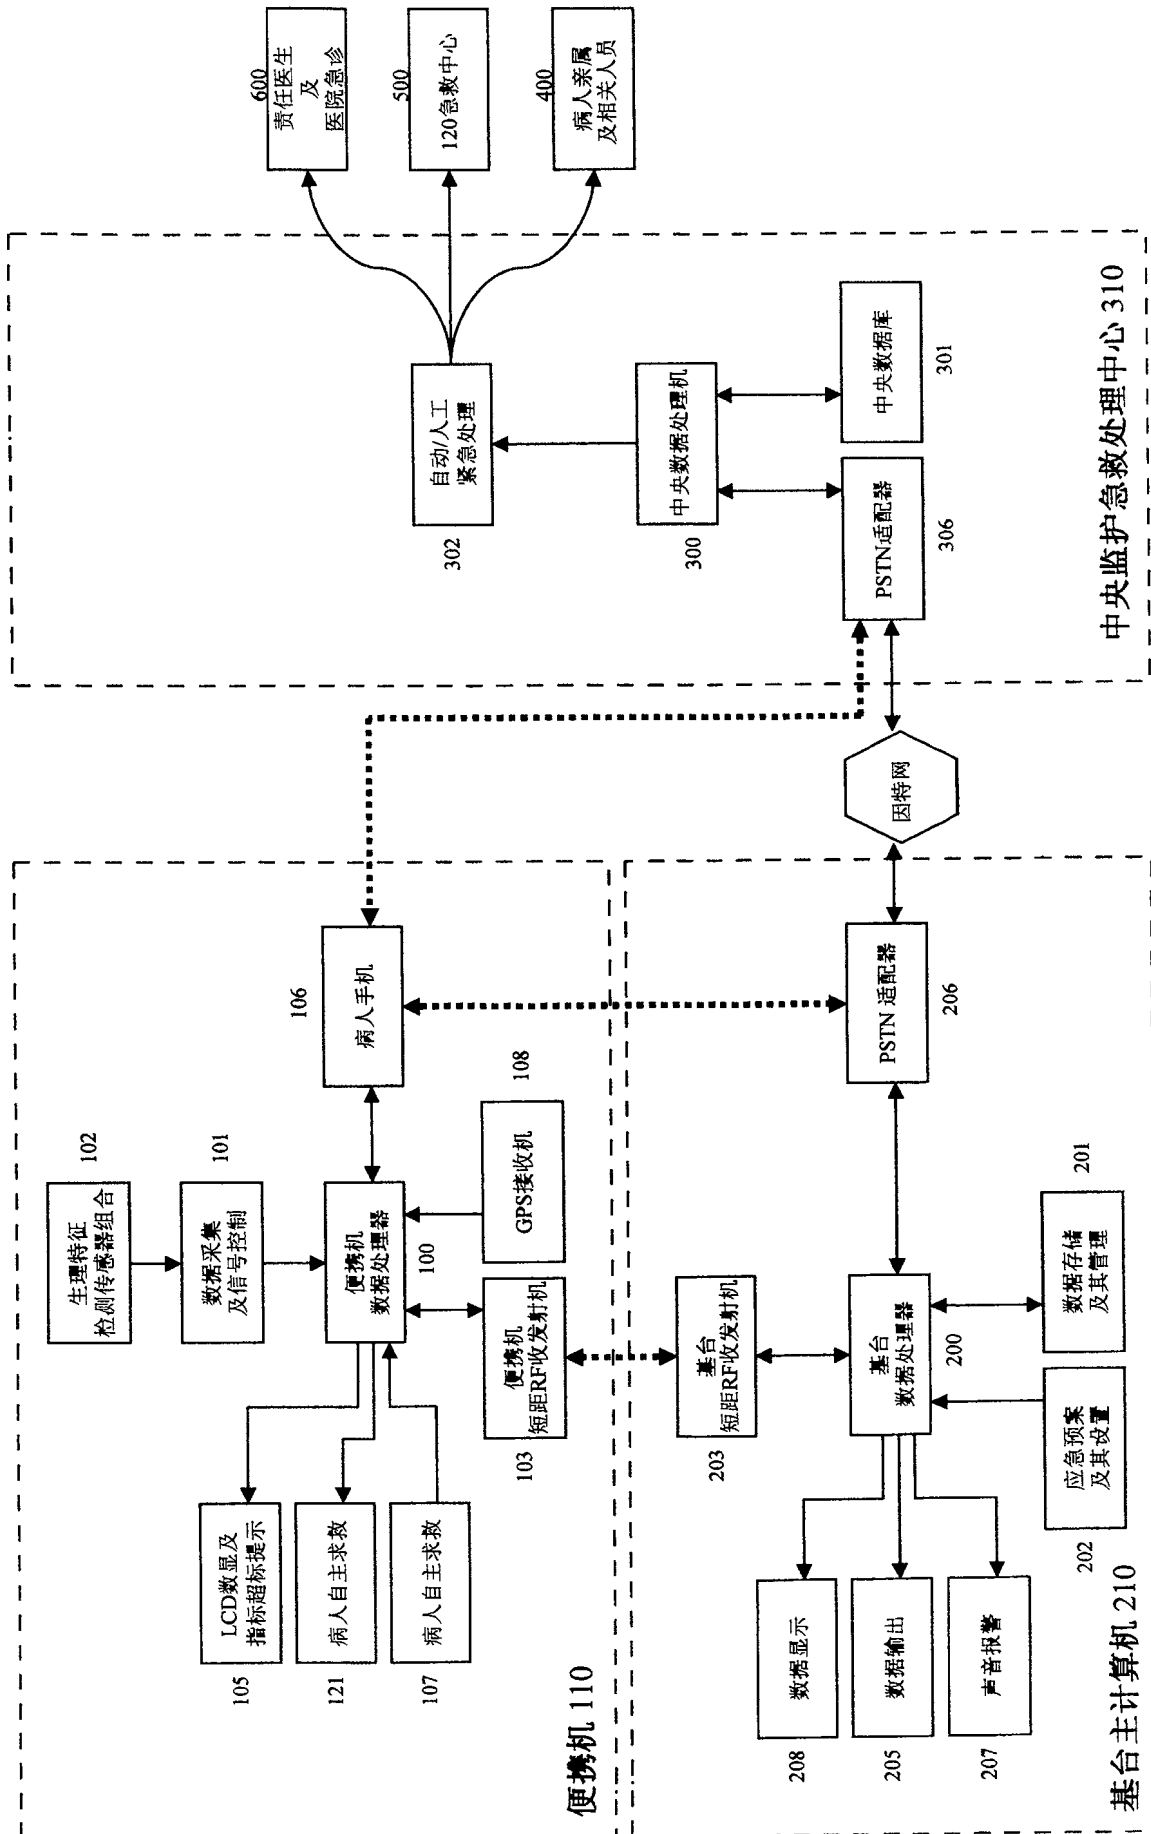 生理特征
检测传感器组合
102
数据采集
及信号控制
101
LCD数显及
指标超标提示
105
病人自主求救
121
病人自主求救
107
便携机
数据处理器
100
病人手机
106
GPS接收机
108
便携机
短距RF收发射机
103
便携机 110
基台
短距RF收发射机
203
基台
数据处理器
200
PSTN 适配器
206
数据存储
及其管理
201
应急预案
及其设置
202
数据显示
208
数据输出
205
声音报警
207
基台主计算机 210
因特网
自动/人工
紧急处理
302
中央数据处理机
300
PSTN适配器
306
中央数据库
301
中央监护急救处理中心 310
600
责任医生
及
医院急诊
500
120急救中心
400
病人亲属
及相关人员